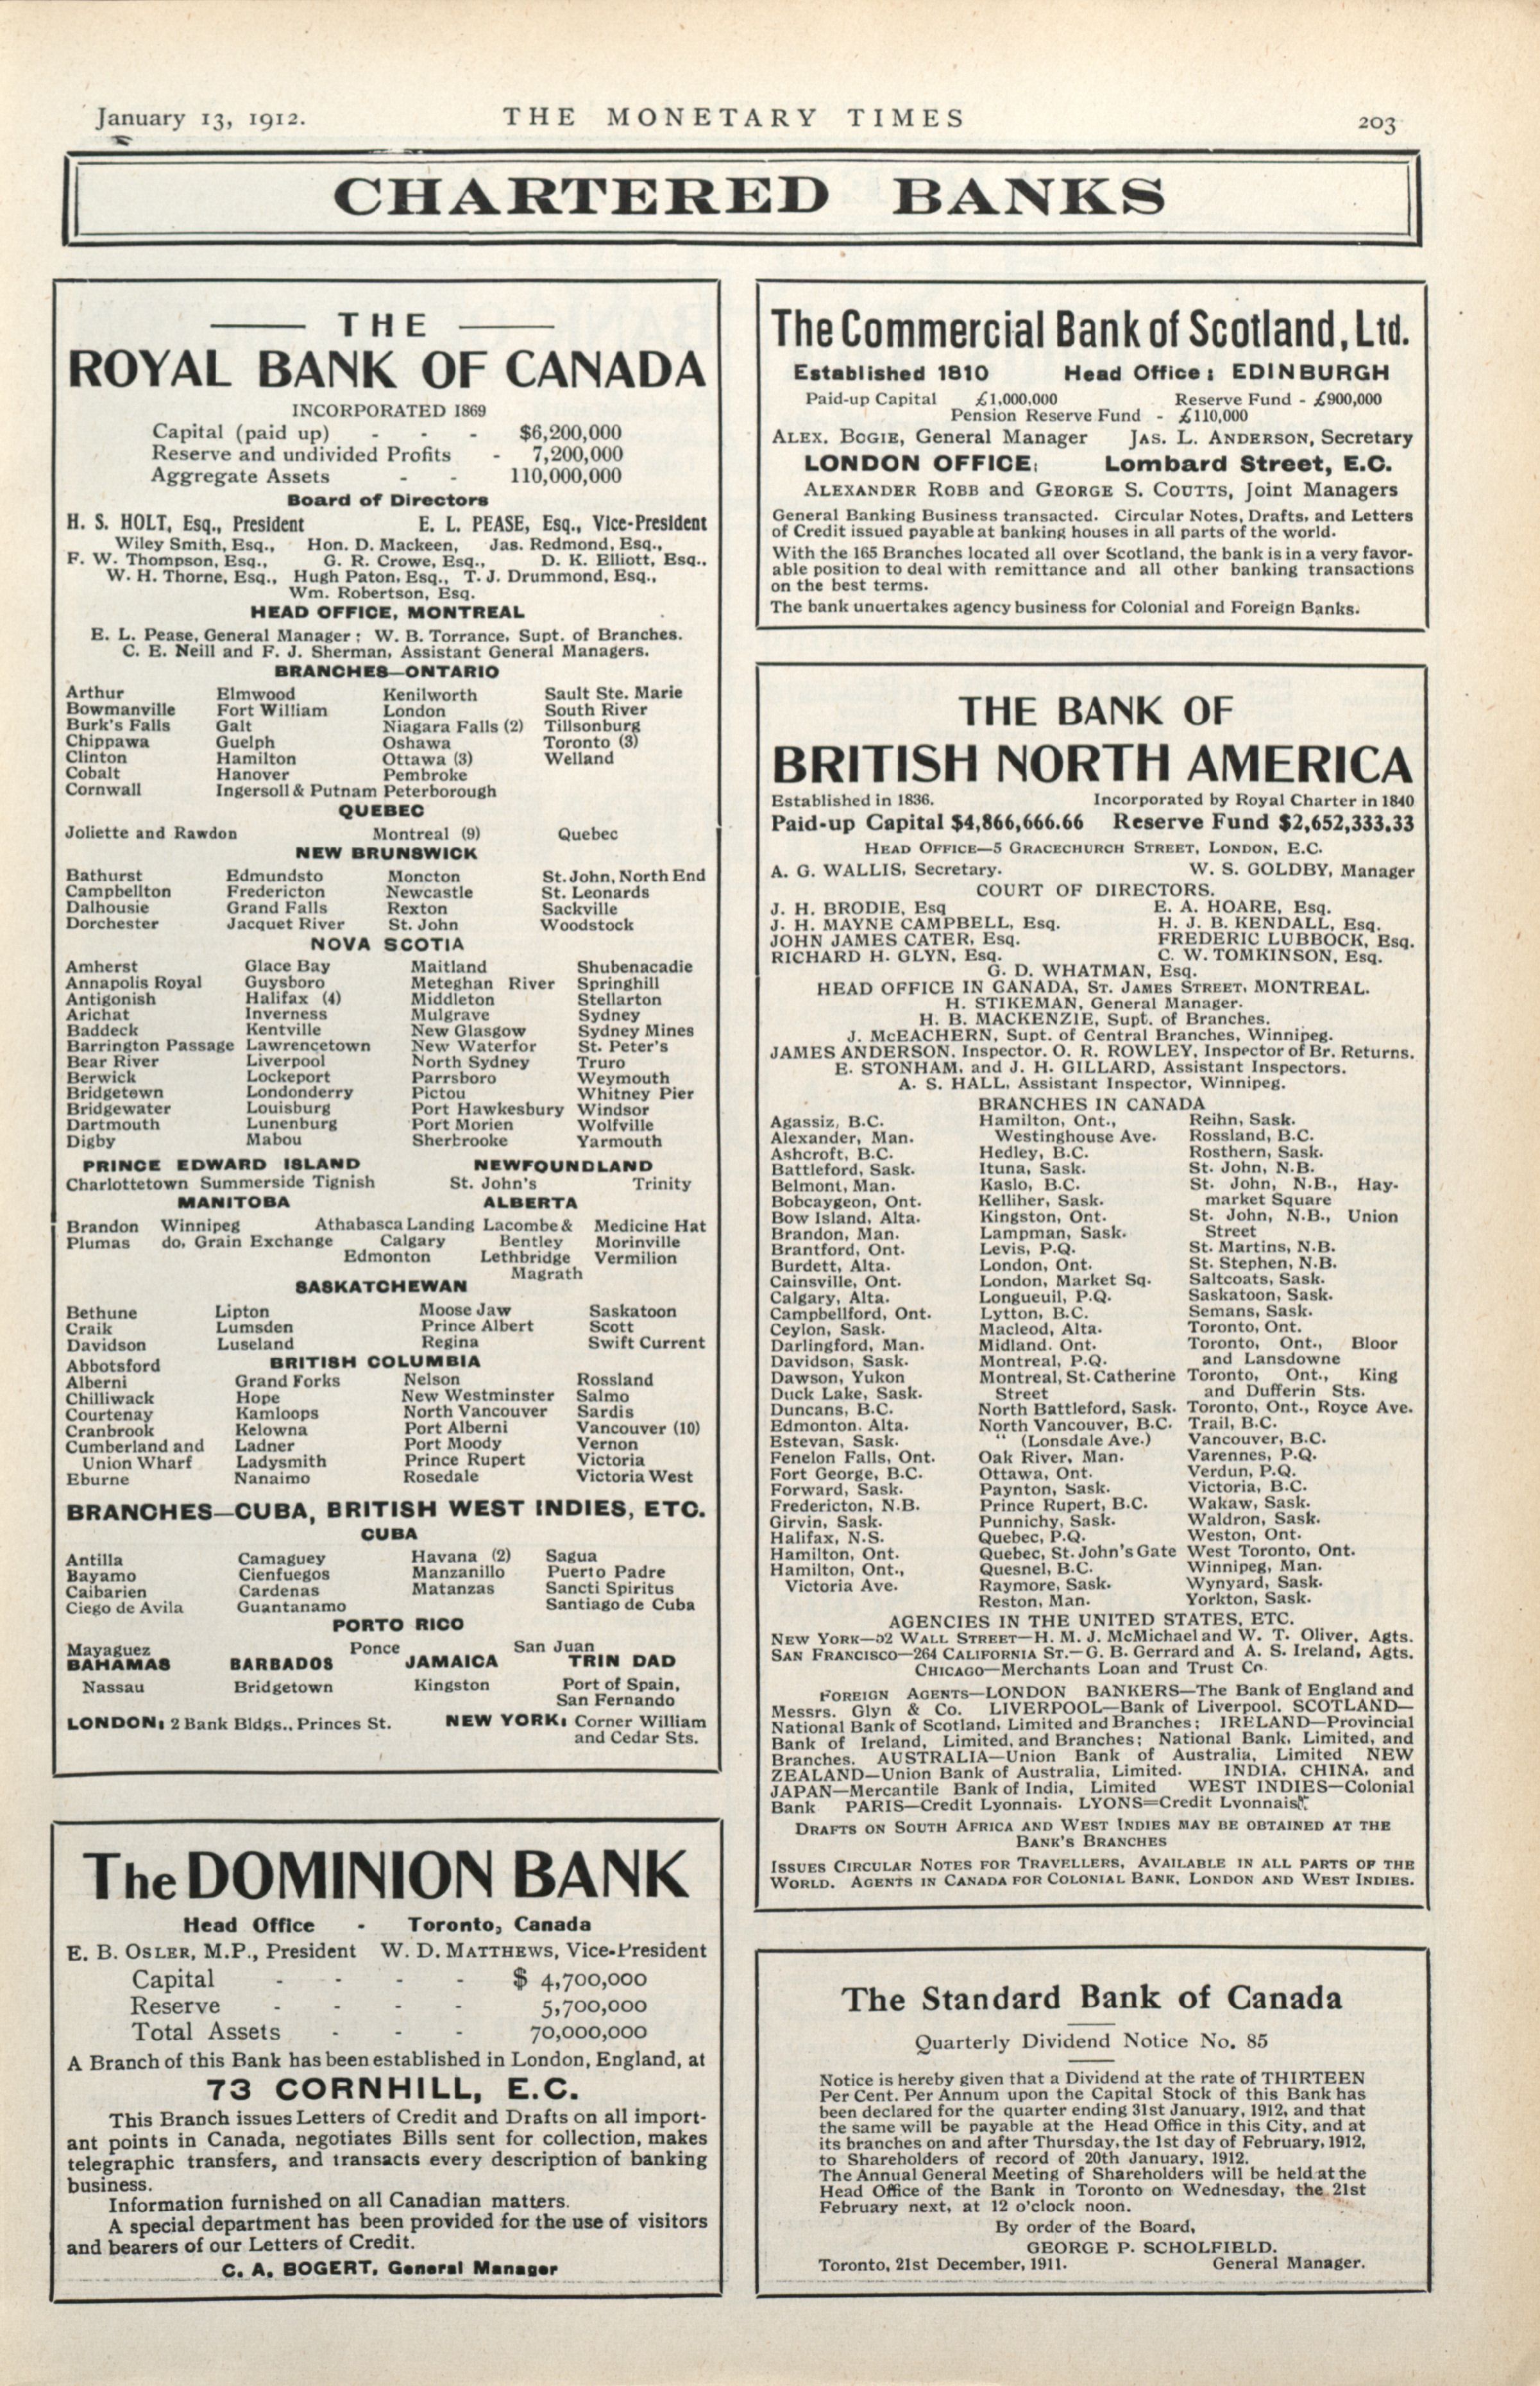 January 13, 1912.
THE MONETARY TIMES
203
CHARTERED BANKS
THE
ROYAL BANK OF CANADA
INCORPORATED 1869
Capital (paid up) - - - $6,200,000
Reserve and undivided Profits - 7,200,000
Aggregate Assets - - 110,000,000
Board of Directors
H. S. HOLT, Esq., President E. L. PEASE, Esq., Vice-President
Wiley Smith, Esq., Hon. D. Mackeen, Jas. Redmond, Esq.,
F. W. Thompson, Esq., G. R. Crowe, Esq., D. K. Elliott, Esq.,
W. H. Thorne, Esq., Hugh Paton, Esq., T. J. Drummond, Esq.,
Wm. Robertson, Esq.
HEAD OFFICE, MONTREAL
E. L. Pease, General Manager; W. B. Torrance, Supt. of Branches.
C. E. Neill and F. J. Sherman, Assistant General Managers.
BRANCHES—ONTARIO
Arthur Elmwood Kenilworth Sault Ste. Marie
Bowmanville Fort William London South River
Burk's Falls Galt Niagara Falls (2) Tillsonburg
Chippawa Guelph Oshawa Toronto (3)
Clinton Hamilton Ottawa (3) Welland
Cobalt Hanover Pembroke
Cornwall Ingersoll & Putnam Peterborough
QUEBEC
Joliette and Rawdon Montreal (9) Quebec
NEW BRUNSWICK
Bathurst Edmundsto Moncton St. John, North End
Campbellton Fredericton Newcastle St. Leonards
Dalhousie Grand Falls Rexton Sackville
Dorchester Jacquet River St. John Woodstock
NOVA SCOTIA
Amherst Glace Bay Maitland Shubenacadie
Annapolis Royal Guysboro Meteghan River Springhill
Antigonish Halifax (4) Middleton Stellarton
Arichat Inverness Mulgrave Sydney
Baddeck Kentville New Glasgow Sydney Mines
Barrington Passage Lawrencetown New Waterfor St. Peter's
Bear River Liverpool North Sydney Truro
Berwick Lockeport Parrsboro Weymouth
Bridgetown Londonderry Pictou Whitney Pier
Bridgewater Louisburg Port Hawkesbury Windsor
Dartmouth Lunenburg Port Morien Wolfville
Digby Mabou Sherbrooke Yarmouth
PRINCE EDWARD ISLAND NEWFOUNDLAND
Charlottetown Summerside Tignish St. John's Trinity
MANITOBA ALBERTA
Brandon Winnipeg Athabasca Landing Lacombe & Medicine Hat
Plumas do, Grain Exchange Calgary Bentley Morinville
Edmonton Lethbridge Vermilion
Magrath
SASKATCHEWAN
Bethune Lipton Moose Jaw Saskatoon
Craik Lumsden Prince Albert Scott
Davidson Luseland Regina Swift Current
BRITISH COLUMBIA
Abbotsford
Alberni Grand Forks Nelson Rossland
Chilliwack Hope New Westminster Salmo
Courtenay Kamloops North Vancouver Sardis
Cranbrook Kelowna Port Alberni Vancouver (10)
Cumberland and Ladner Port Moody Vernon
Union Wharf Ladysmith Prince Rupert Victoria
Eburne Nanaimo Rosedale Victoria West
BRANCHES—CUBA, BRITISH WEST INDIES, ETC.
CUBA
Antilla Camaguey Havana (2) Sagua
Bayamo Cienfuegos Manzanillo Puerto Padre
Caibarien Cardenas Matanzas Sancti Spiritus
Ciego de Avila Guantanamo Santiago de Cuba
PORTO RICO
Mayaguez Ponce San Juan
BAHAMAS BARBADOS JAMAICA TRIN DAD
Nassau Bridgetown Kingston Port of Spain,
San Fernando
LONDON: 2 Bank Bldgs., Princes St. NEW YORK: Corner William
and Cedar Sts.
The DOMINION BANK
Head Office - Toronto, Canada
E. B. OSLER, M.P., President W. D. MATTHEWS, Vice-President
Capital - - - - $ 4,700,000
Reserve - - - - 5,700,000
Total Assets - - - 70,000,000
A Branch of this Bank has been established in London, England, at
73 CORNHILL, E.C.
This Branch issues Letters of Credit and Drafts on all import-
ant points in Canada, negotiates Bills sent for collection, makes
telegraphic transfers, and transacts every description of banking
business.
Information furnished on all Canadian matters.
A special department has been provided for the use of visitors
and bearers of our Letters of Credit.
C. A. BOGERT, General Manager
The Commercial Bank of Scotland, Ltd.
Established 1810 Head Office: EDINBURGH
Paid-up Capital £1,000,000 Reserve Fund - £900,000
Pension Reserve Fund - £110,000
ALEX. BOGIE, General Manager JAS. L. ANDERSON, Secretary
LONDON OFFICE: Lombard Street, E.C.
ALEXANDER ROBB and GEORGE S. COUTTS, Joint Managers
General Banking Business transacted. Circular Notes, Drafts, and Letters
of Credit issued payable at banking houses in all parts of the world.
With the 165 Branches located all over Scotland, the bank is in a very favor-
able position to deal with remittance and all other banking transactions
on the best terms.
The bank undertakes agency business for Colonial and Foreign Banks.
THE BANK OF
BRITISH NORTH AMERICA
Established in 1836. Incorporated by Royal Charter in 1840
Paid-up Capital $4,866,666.66 Reserve Fund $2,652,333.33
HEAD OFFICE—5 GRACECHURCH STREET, LONDON, E.C.
A. G. WALLIS, Secretary. W. S. GOLDBY, Manager
COURT OF DIRECTORS.
J. H. BRODIE, Esq E. A. HOARE, Esq.
J. H. MAYNE CAMPBELL, Esq. H. J. B. KENDALL, Esq.
JOHN JAMES CATER, Esq. FREDERIC LUBBOCK, Esq.
RICHARD H. GLYN, Esq. C. W. TOMKINSON, Esq.
G. D. WHATMAN, Esq.
HEAD OFFICE IN CANADA, ST. JAMES STREET, MONTREAL.
H. STIKEMAN, General Manager.
H. B. MACKENZIE, Supt. of Branches.
J. McEACHERN, Supt. of Central Branches, Winnipeg.
JAMES ANDERSON, Inspector. O. R. ROWLEY, Inspector of Br. Returns.
E. STONHAM, and J. H. GILLARD, Assistant Inspectors.
A. S. HALL, Assistant Inspector, Winnipeg.
BRANCHES IN CANADA
Agassiz, B.C.
Alexander, Man.
Ashcroft, B.C.
Battleford, Sask.
Belmont, Man.
Bobcaygeon, Ont.
Bow Island, Alta.
Brandon, Man.
Brantford, Ont.
Burdett, Alta.
Cainsville, Ont.
Calgary, Alta.
Campbellford, Ont.
Ceylon, Sask.
Darlingford, Man.
Davidson, Sask.
Dawson, Yukon
Duck Lake, Sask.
Duncans, B.C.
Edmonton, Alta.
Estevan, Sask.
Fenelon Falls, Ont.
Fort George, B.C.
Forward, Sask.
Fredericton, N.B.
Girvin, Sask.
Halifax, N.S.
Hamilton, Ont.
Hamilton, Ont.,
Victoria Ave.
Hamilton, Ont.,
Westinghouse Ave.
Hedley, B.C.
Ituna, Sask.
Kaslo, B.C.
Kelliher, Sask.
Kingston, Ont.
Lampman, Sask.
Levis, P.Q.
London, Ont.
London, Market Sq.
Longueuil, P.Q.
Lytton, B.C.
Macleod, Alta.
Midland, Ont.
Montreal, P.Q.
Montreal, St. Catherine
Street
North Battleford, Sask.
North Vancouver, B.C.
" (Lonsdale Ave.)
Oak River, Man.
Ottawa, Ont.
Paynton, Sask.
Prince Rupert, B.C.
Punnichy, Sask.
Quebec, P.Q.
Quebec, St. John's Gate
Quesnel, B.C.
Raymore, Sask.
Reston, Man.
Reihn, Sask.
Rossland, B.C.
Rosthern, Sask.
St. John, N.B.
St. John, N.B., Hay-
market Square
St. John, N.B., Union
Street
St. Martins, N.B.
St. Stephen, N.B.
Saltcoats, Sask.
Saskatoon, Sask.
Semans, Sask.
Toronto, Ont.
Toronto, Ont., Bloor
and Lansdowne
Toronto, Ont., King
and Dufferin Sts.
Toronto, Ont., Royce Ave.
Trail, B.C.
Vancouver, B.C.
Varennes, P.Q.
Verdun, P.Q.
Victoria, B.C.
Wakaw, Sask.
Waldron, Sask.
Weston, Ont.
West Toronto, Ont.
Winnipeg, Man.
Wynyard, Sask.
Yorkton, Sask.
AGENCIES IN THE UNITED STATES, ETC.
NEW YORK—52 WALL STREET—H. M. J. McMichael and W. T. Oliver, Agts.
SAN FRANCISCO—264 CALIFORNIA ST.—G. B. Gerrard and A. S. Ireland, Agts.
CHICAGO—Merchants Loan and Trust Co.
FOREIGN AGENTS—LONDON BANKERS—The Bank of England and
Messrs. Glyn & Co. LIVERPOOL—Bank of Liverpool. SCOTLAND—
National Bank of Scotland, Limited and Branches; IRELAND—Provincial
Bank of Ireland, Limited, and Branches; National Bank, Limited, and
Branches. AUSTRALIA—Union Bank of Australia, Limited NEW
ZEALAND—Union Bank of Australia, Limited. INDIA, CHINA, and
JAPAN—Mercantile Bank of India, Limited WEST INDIES—Colonial
Bank PARIS—Credit Lyonnais. LYONS=Credit Lyonnais
DRAFTS ON SOUTH AFRICA AND WEST INDIES MAY BE OBTAINED AT THE
BANK'S BRANCHES
ISSUES CIRCULAR NOTES FOR TRAVELLERS, AVAILABLE IN ALL PARTS OF THE
WORLD. AGENTS IN CANADA FOR COLONIAL BANK, LONDON AND WEST INDIES.
The Standard Bank of Canada
Quarterly Dividend Notice No. 85
Notice is hereby given that a Dividend at the rate of THIRTEEN
Per Cent. Per Annum upon the Capital Stock of this Bank has
been declared for the quarter ending 31st January, 1912, and that
the same will be payable at the Head Office in this City, and at
its branches on and after Thursday, the 1st day of February, 1912,
to Shareholders of record of 20th January, 1912.
The Annual General Meeting of Shareholders will be held at the
Head Office of the Bank in Toronto on Wednesday, the 21st
February next, at 12 o'clock noon.
By order of the Board,
GEORGE P. SCHOLFIELD.
Toronto, 21st December, 1911. General Manager.